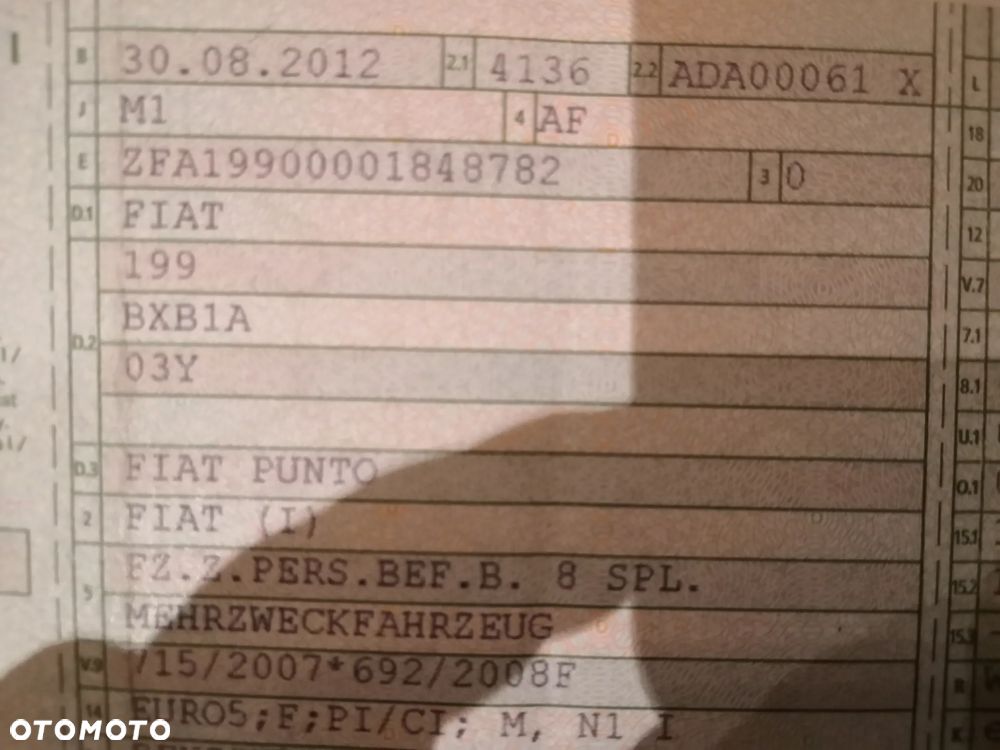 I
B 30.08.2012 2.1 4136 2.2 ADA00061 X L
J M1 4 AF 18
E ZFA19900001848782 3 0 20
D.1 FIAT 12
199 V.7
D.2 BXB1A 7.1
03Y 8.1
U.1
D.3 FIAT PUNTO O.1
2 FIAT (I) 15.1
5 FZ.Z.PERS.BEF.B. 8 SPL. 15.2
MEHRZWECKFAHRZEUG 15.3
V.9 715/2007*692/2008F R
14 EURO5;F;PI/CI; M, N1 I K
OTOMOTO